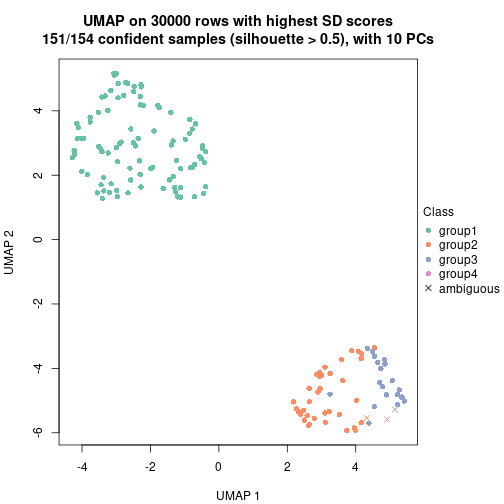 UMAP on 30000 rows with highest SD scores
151/154 confident samples (silhouette > 0.5), with 10 PCs
UMAP 2
4
2
0
-2
-4
-6
-4
-2
0
2
4
UMAP 1
Class
group1
group2
group3
group4
ambiguous